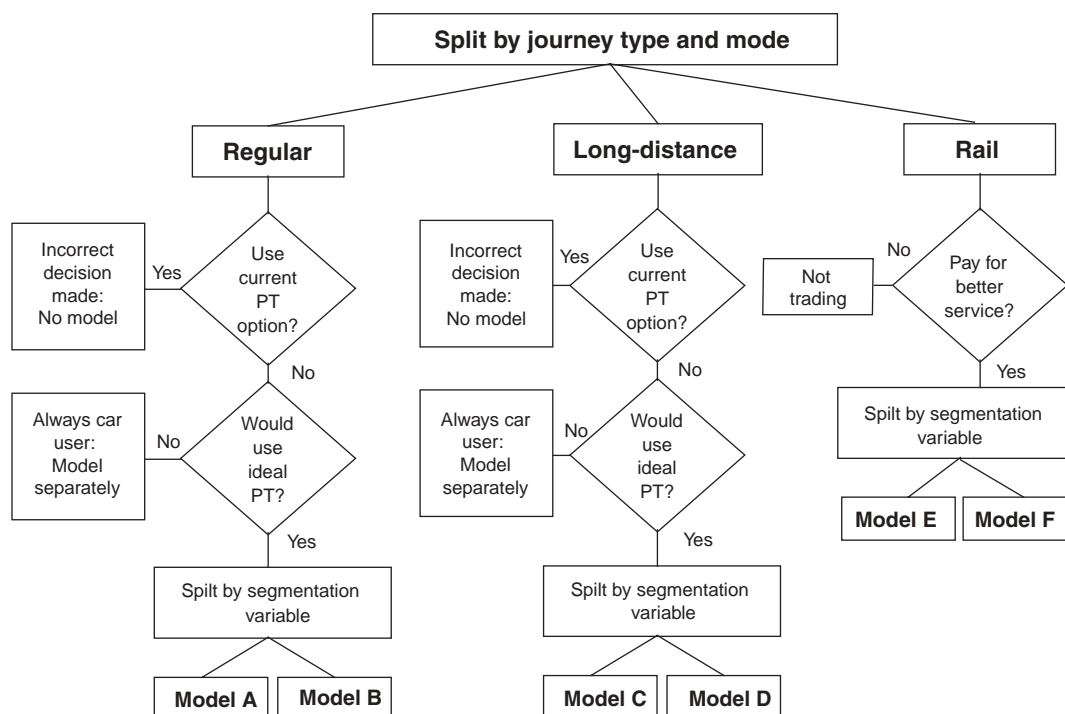 Split by journey type and mode
Regular
Long-distance
Rail
Incorrect
decision
made:
No model
Yes
Use
current
PT
option?
No
Always car
user:
Model
separately
No
Would
use
ideal
PT?
Yes
Spilt by segmentation
variable
Model A
Model B
Incorrect
decision
made:
No model
Yes
Use
current
PT
option?
No
Always car
user:
Model
separately
No
Would
use
ideal
PT?
Yes
Spilt by segmentation
variable
Model C
Model D
Not
trading
No
Pay for
better
service?
Yes
Spilt by segmentation
variable
Model E
Model F